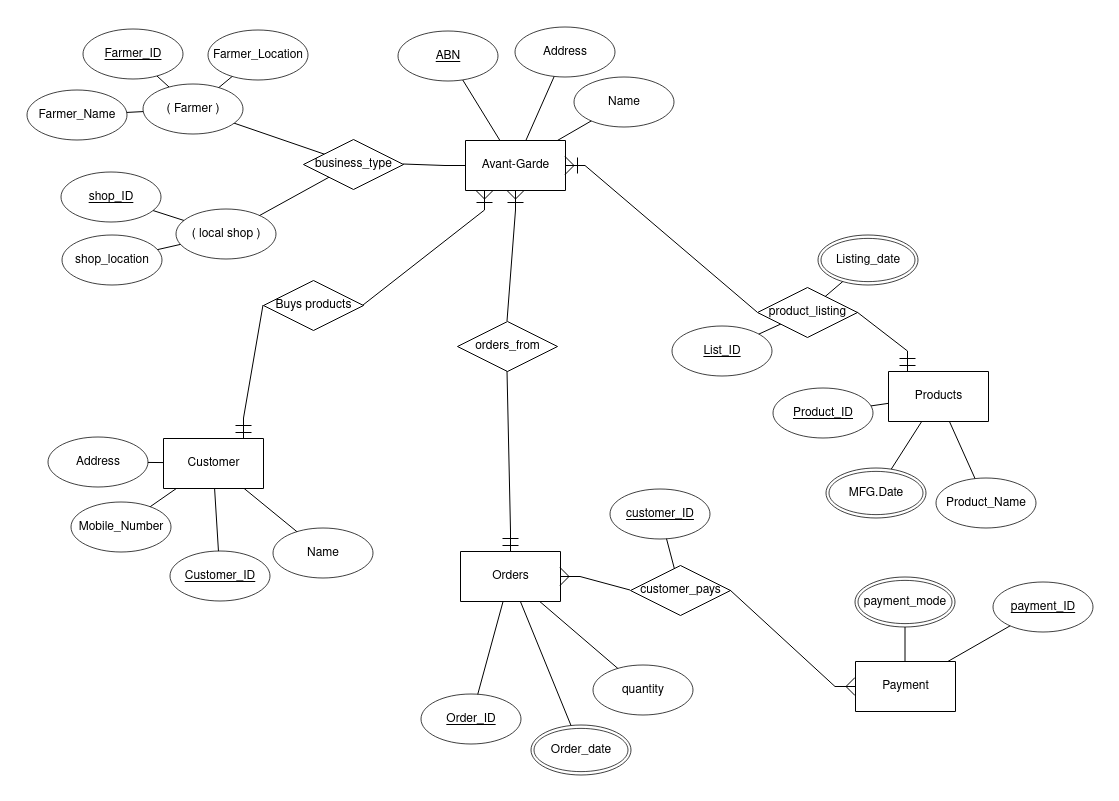 Farmer_ID
Farmer_Location
Farmer_Name
( Farmer )
ABN
Address
Name
business_type
Avant-Garde
shop_ID
( local shop )
shop_location
Listing_date
Buys products
product_listing
orders_from
List_ID
Products
Product_ID
Address
Customer
MFG.Date
Product_Name
Mobile_Number
customer_ID
Name
Customer_ID
Orders
customer_pays
payment_mode
payment_ID
quantity
Payment
Order_ID
Order_date